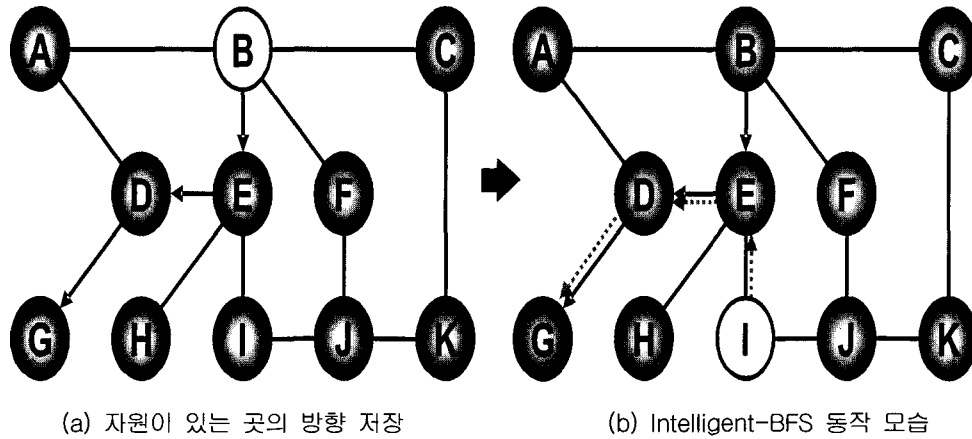 A B C A B C
D E F D E F
G H I J K G H I J K
(a) 자원이 있는 곳의 방향 저장 (b) Intelligent-BFS 동작 모습